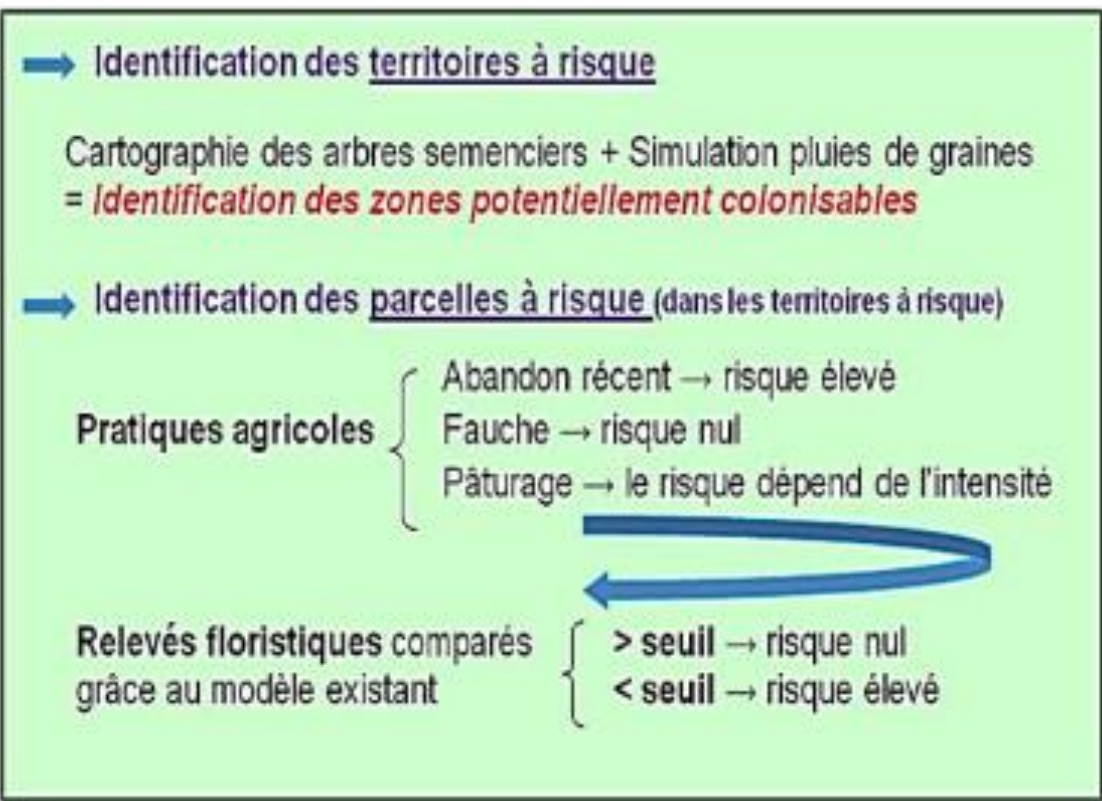 Identification des territoires à risque
Cartographie des arbres semenciers + Simulation pluies de graines
= Identification des zones potentiellement colonisables
Identification des parcelles à risque (dans les territoires à risque)
Pratiques agricoles
Abandon récent → risque élevé
Fauche → risque nul
Pâturage → le risque dépend de l'intensité
Relevés floristiques comparés
grâce au modèle existant
> seuil → risque nul
< seuil → risque élevé